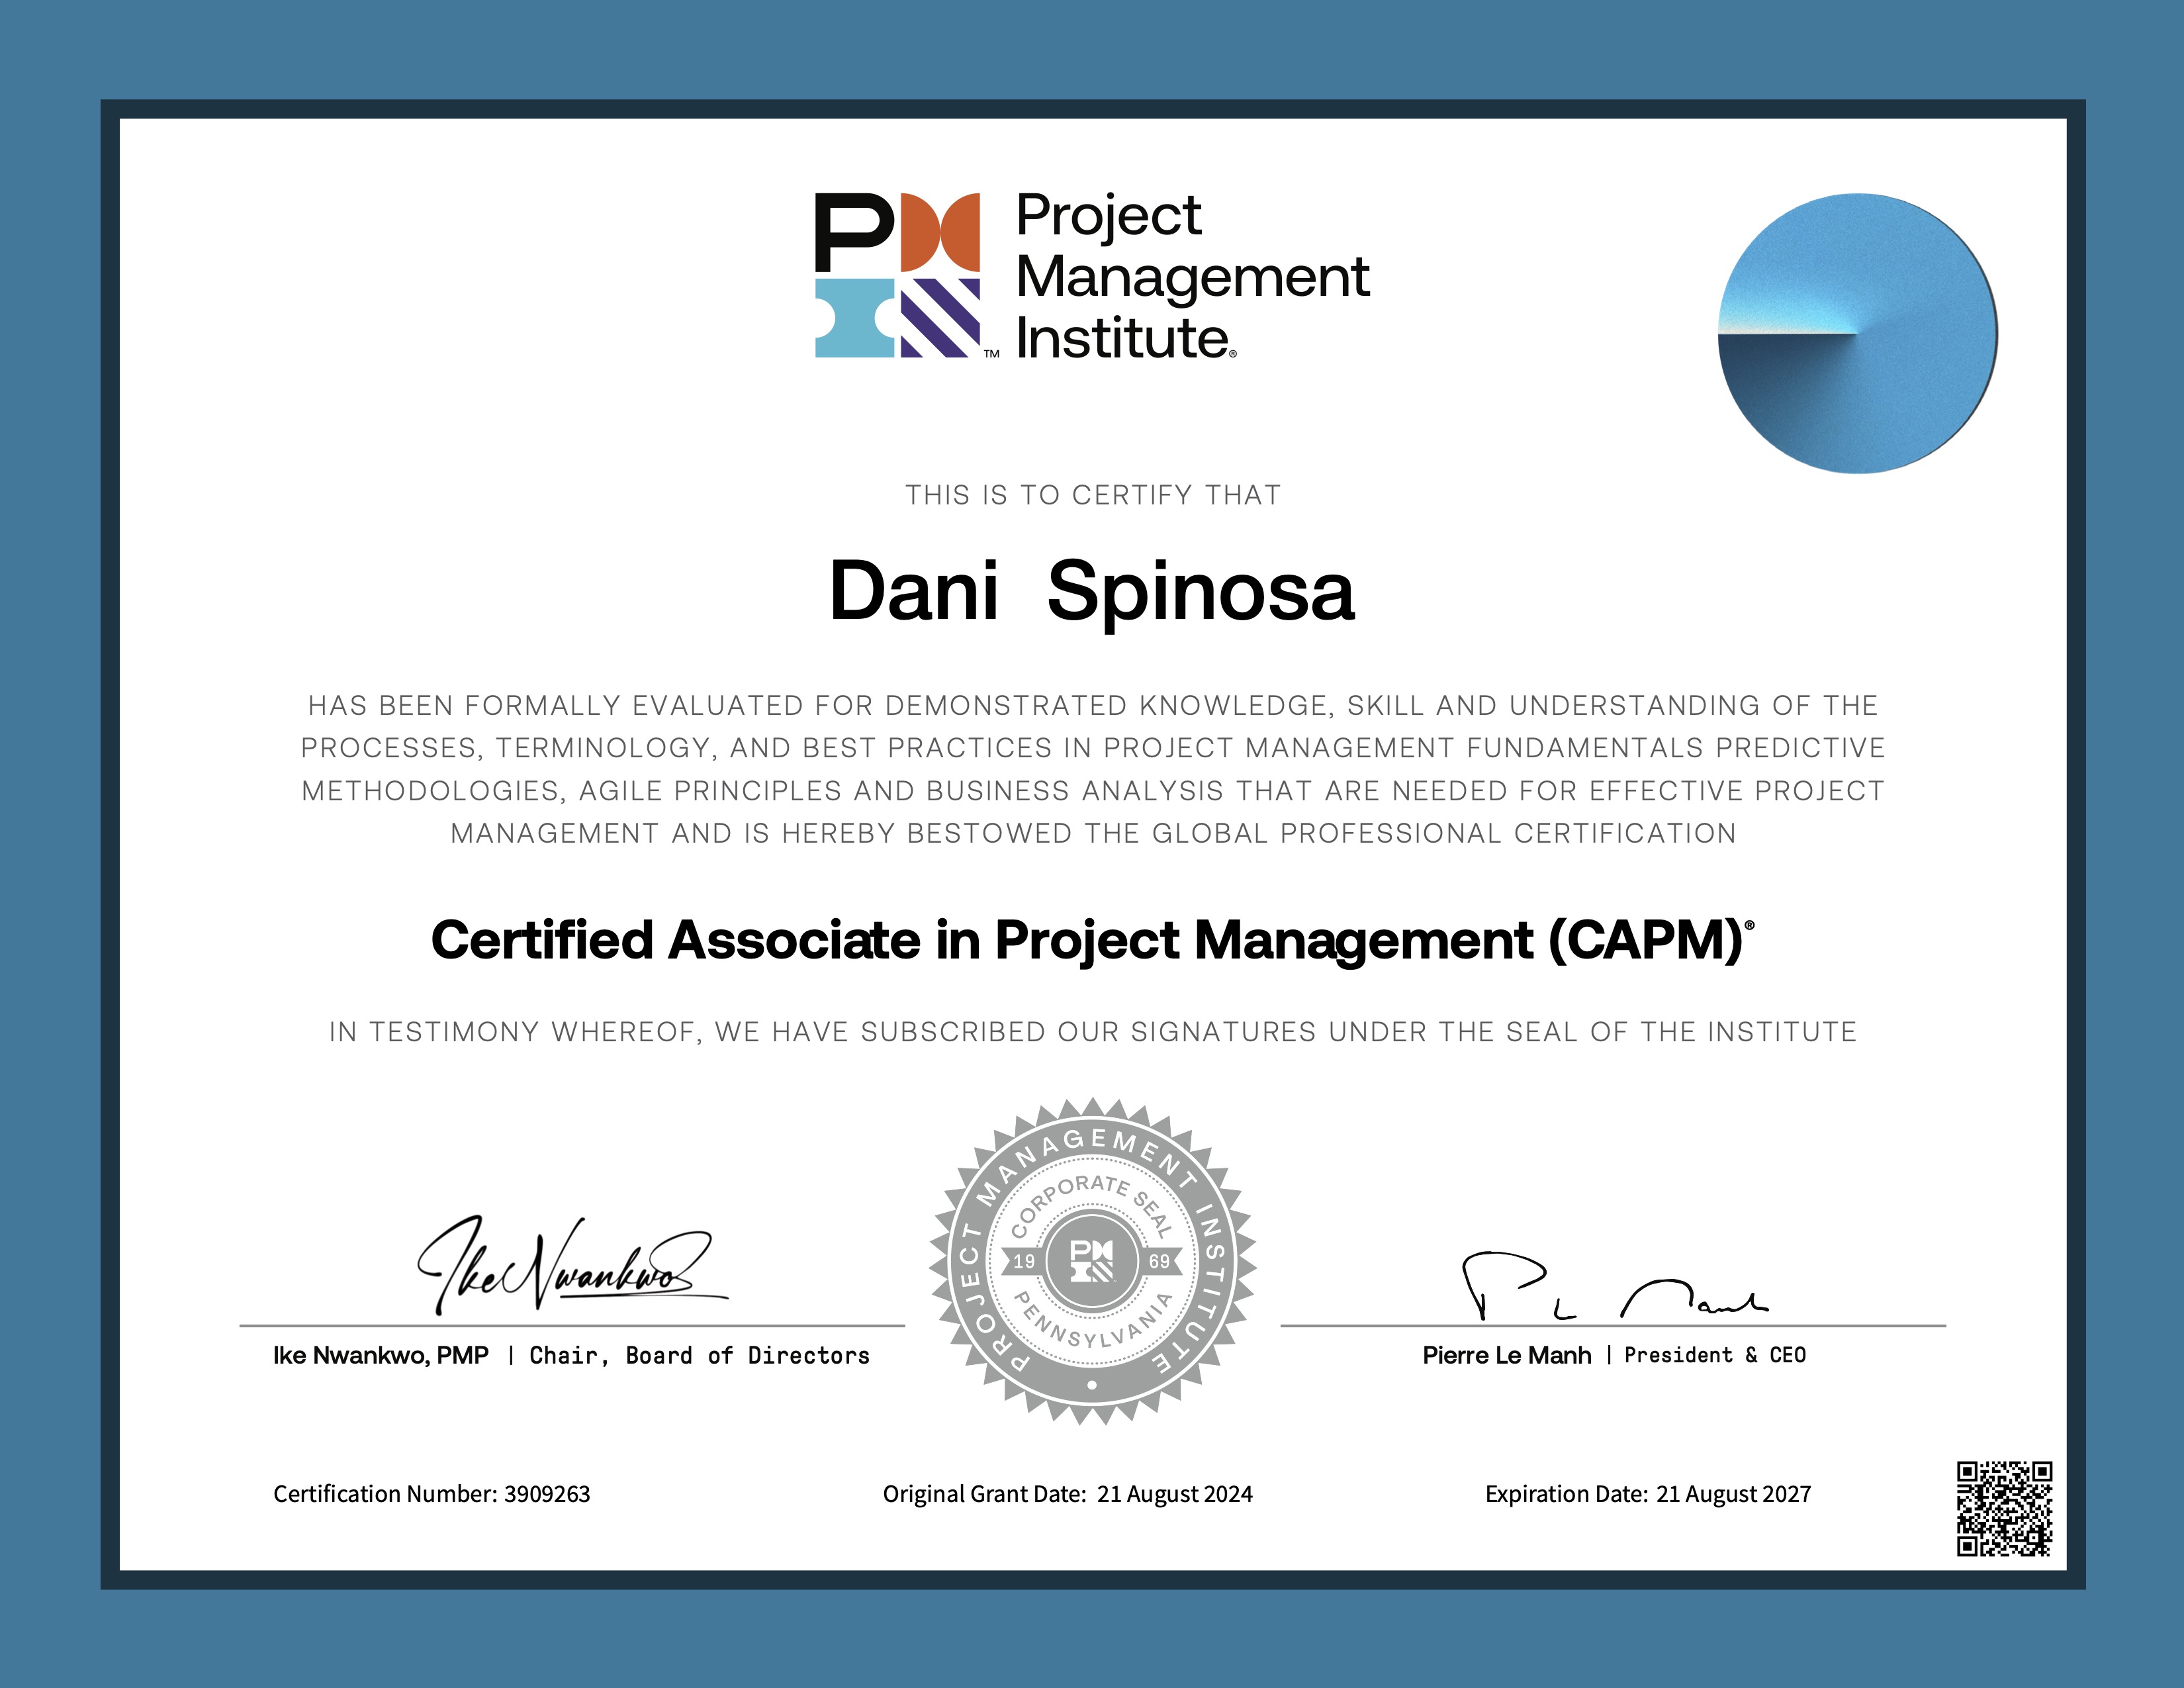 Project
Management
Institute®
TM
THIS IS TO CERTIFY THAT
Dani Spinosa
HAS BEEN FORMALLY EVALUATED FOR DEMONSTRATED KNOWLEDGE, SKILL AND UNDERSTANDING OF THE
PROCESSES, TERMINOLOGY, AND BEST PRACTICES IN PROJECT MANAGEMENT FUNDAMENTALS PREDICTIVE
METHODOLOGIES, AGILE PRINCIPLES AND BUSINESS ANALYSIS THAT ARE NEEDED FOR EFFECTIVE PROJECT
MANAGEMENT AND IS HEREBY BESTOWED THE GLOBAL PROFESSIONAL CERTIFICATION
Certified Associate in Project Management (CAPM)®
IN TESTIMONY WHEREOF, WE HAVE SUBSCRIBED OUR SIGNATURES UNDER THE SEAL OF THE INSTITUTE
PROJECT MANAGEMENT INSTITUTE
CORPORATE SEAL
19 69
PENNSYLVANIA
Ike Nwankwo
P L Manh
Ike Nwankwo, PMP | Chair, Board of Directors
Pierre Le Manh | President & CEO
Certification Number: 3909263
Original Grant Date: 21 August 2024
Expiration Date: 21 August 2027